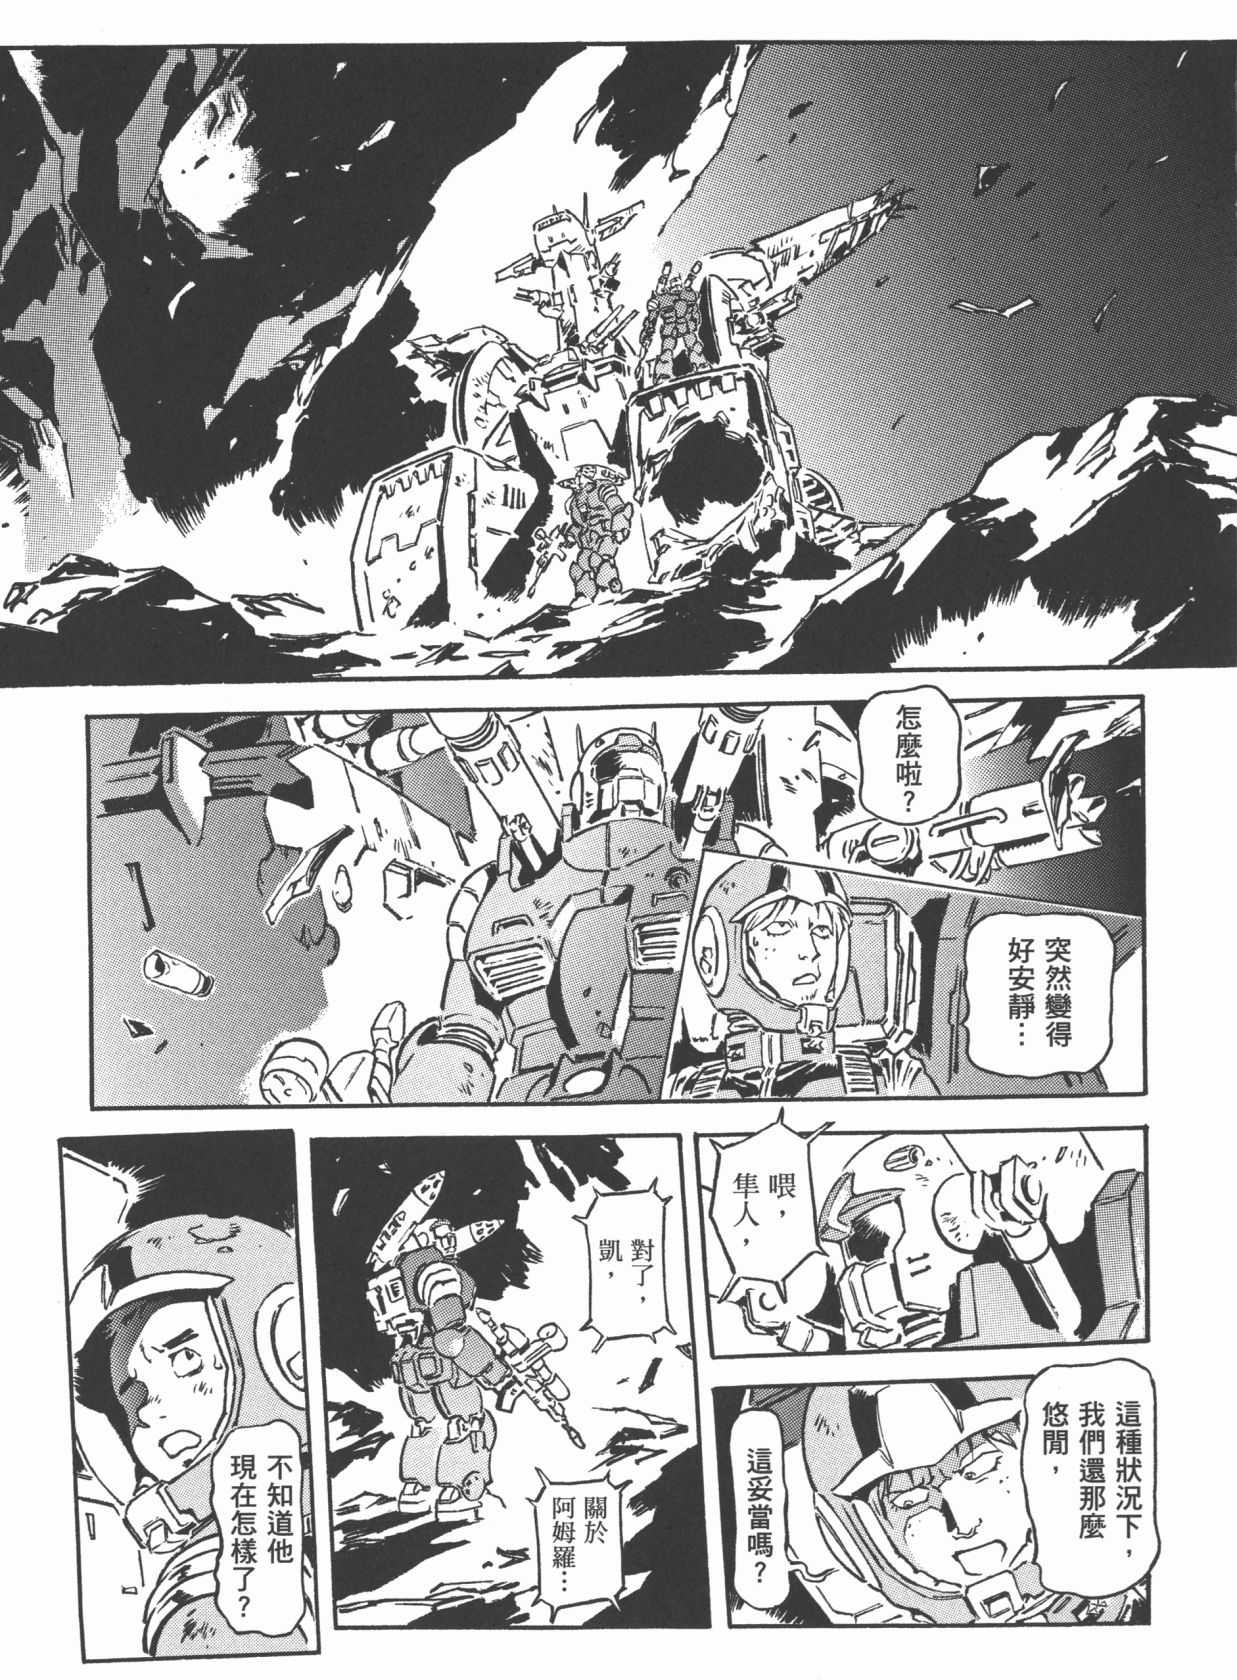 怎麼啦？
突然變得
好安靜…
喂，
隼人，
這種狀況下，
我們還那麼
悠閒，
這妥當嗎？
對了，
凱，
關於
阿姆羅…
不知道他
現在怎樣了？